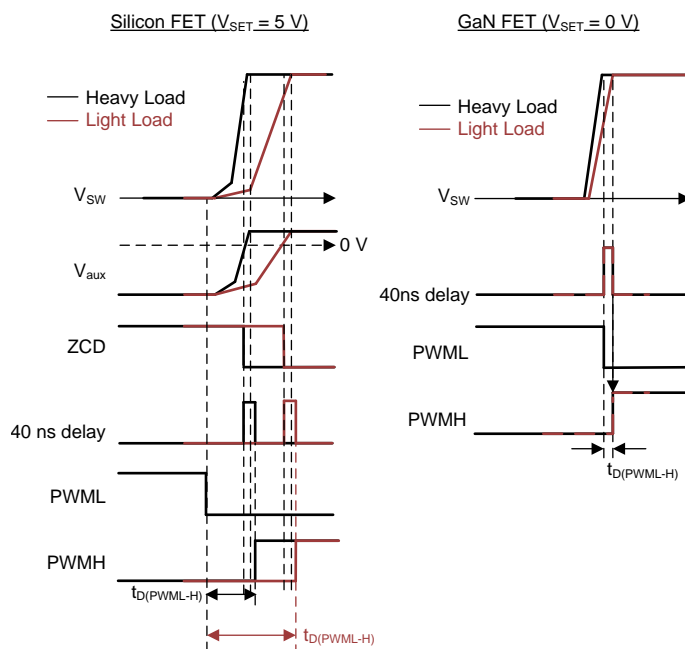 Silicon FET (VSET = 5 V)
Heavy Load
Light Load
VSW
Vaux
0 V
ZCD
40 ns delay
PWML
PWMH
tD(PWML-H)
tD(PWML-H)
GaN FET (VSET = 0 V)
Heavy Load
Light Load
VSW
40ns delay
PWML
PWMH
tD(PWML-H)